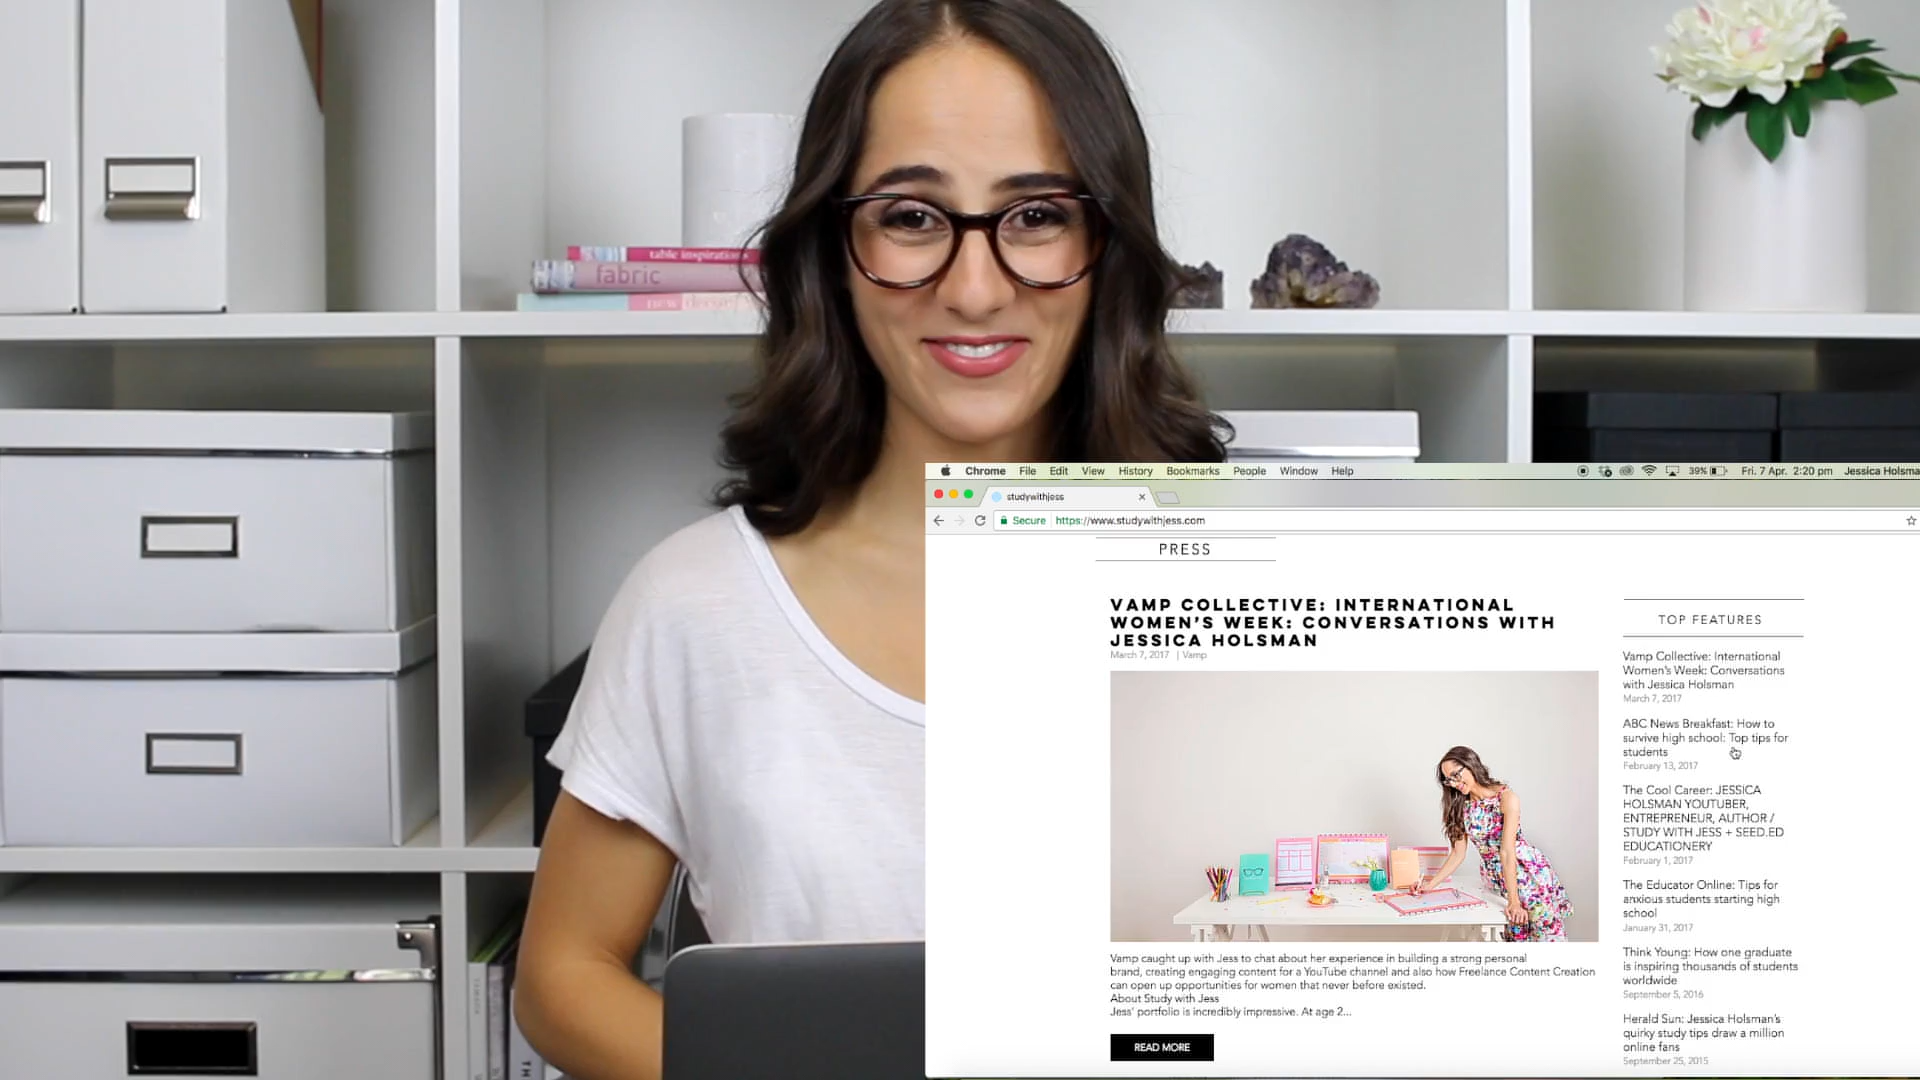 table inspirations
fabric
new decor
Chrome File Edit View History Bookmarks People Window Help
39% Fri. 7 Apr. 2:20 pm Jessica Holsma
studywithjess
Secure https://www.studywithjess.com
PRESS
VAMP COLLECTIVE: INTERNATIONAL
WOMEN'S WEEK: CONVERSATIONS WITH
JESSICA HOLSMAN
March 7, 2017 | Vamp
Vamp caught up with Jess to chat about her experience in building a strong personal
brand, creating engaging content for a YouTube channel and also how Freelance Content Creation
can open up opportunities for women that never before existed.
About Study with Jess
Jess' portfolio is incredibly impressive. At age 2...
READ MORE
TOP FEATURES
Vamp Collective: International
Women's Week: Conversations
with Jessica Holsman
March 7, 2017
ABC News Breakfast: How to
survive high school: Top tips for
students
February 13, 2017
The Cool Career: JESSICA
HOLSMAN YOUTUBER,
ENTREPRENEUR, AUTHOR /
STUDY WITH JESS + SEED.ED
EDUCATIONERY
February 1, 2017
The Educator Online: Tips for
anxious students starting high
school
January 31, 2017
Think Young: How one graduate
is inspiring thousands of students
worldwide
September 5, 2016
Herald Sun: Jessica Holsman's
quirky study tips draw a million
online fans
September 25, 2015
TH